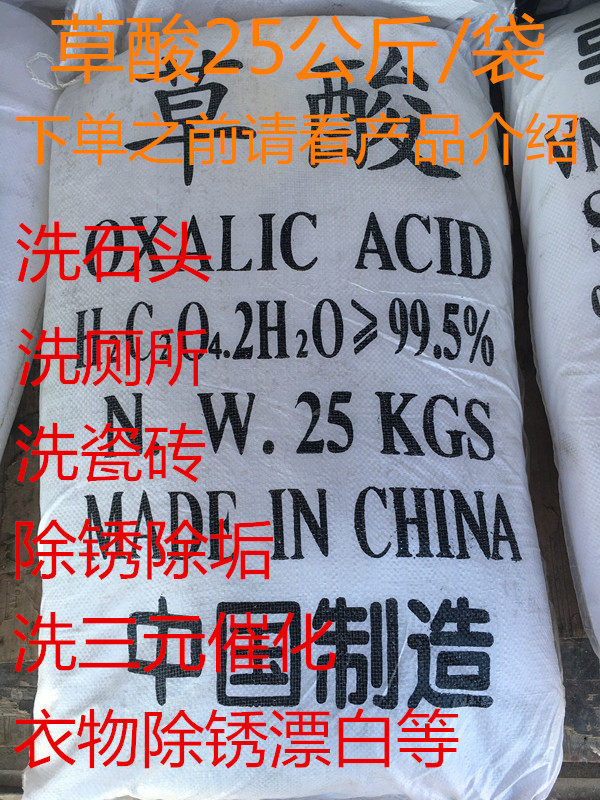 草酸25公斤/袋
草酸
下单之前请看产品介绍
OXALIC ACID
洗石头
H₂C₂O₄.2H₂O≥99.5%
洗厕所
N. W. 25 KGS
洗瓷砖
MADE IN CHINA
除锈除垢
中国制造
洗三元催化
衣物除锈漂白等